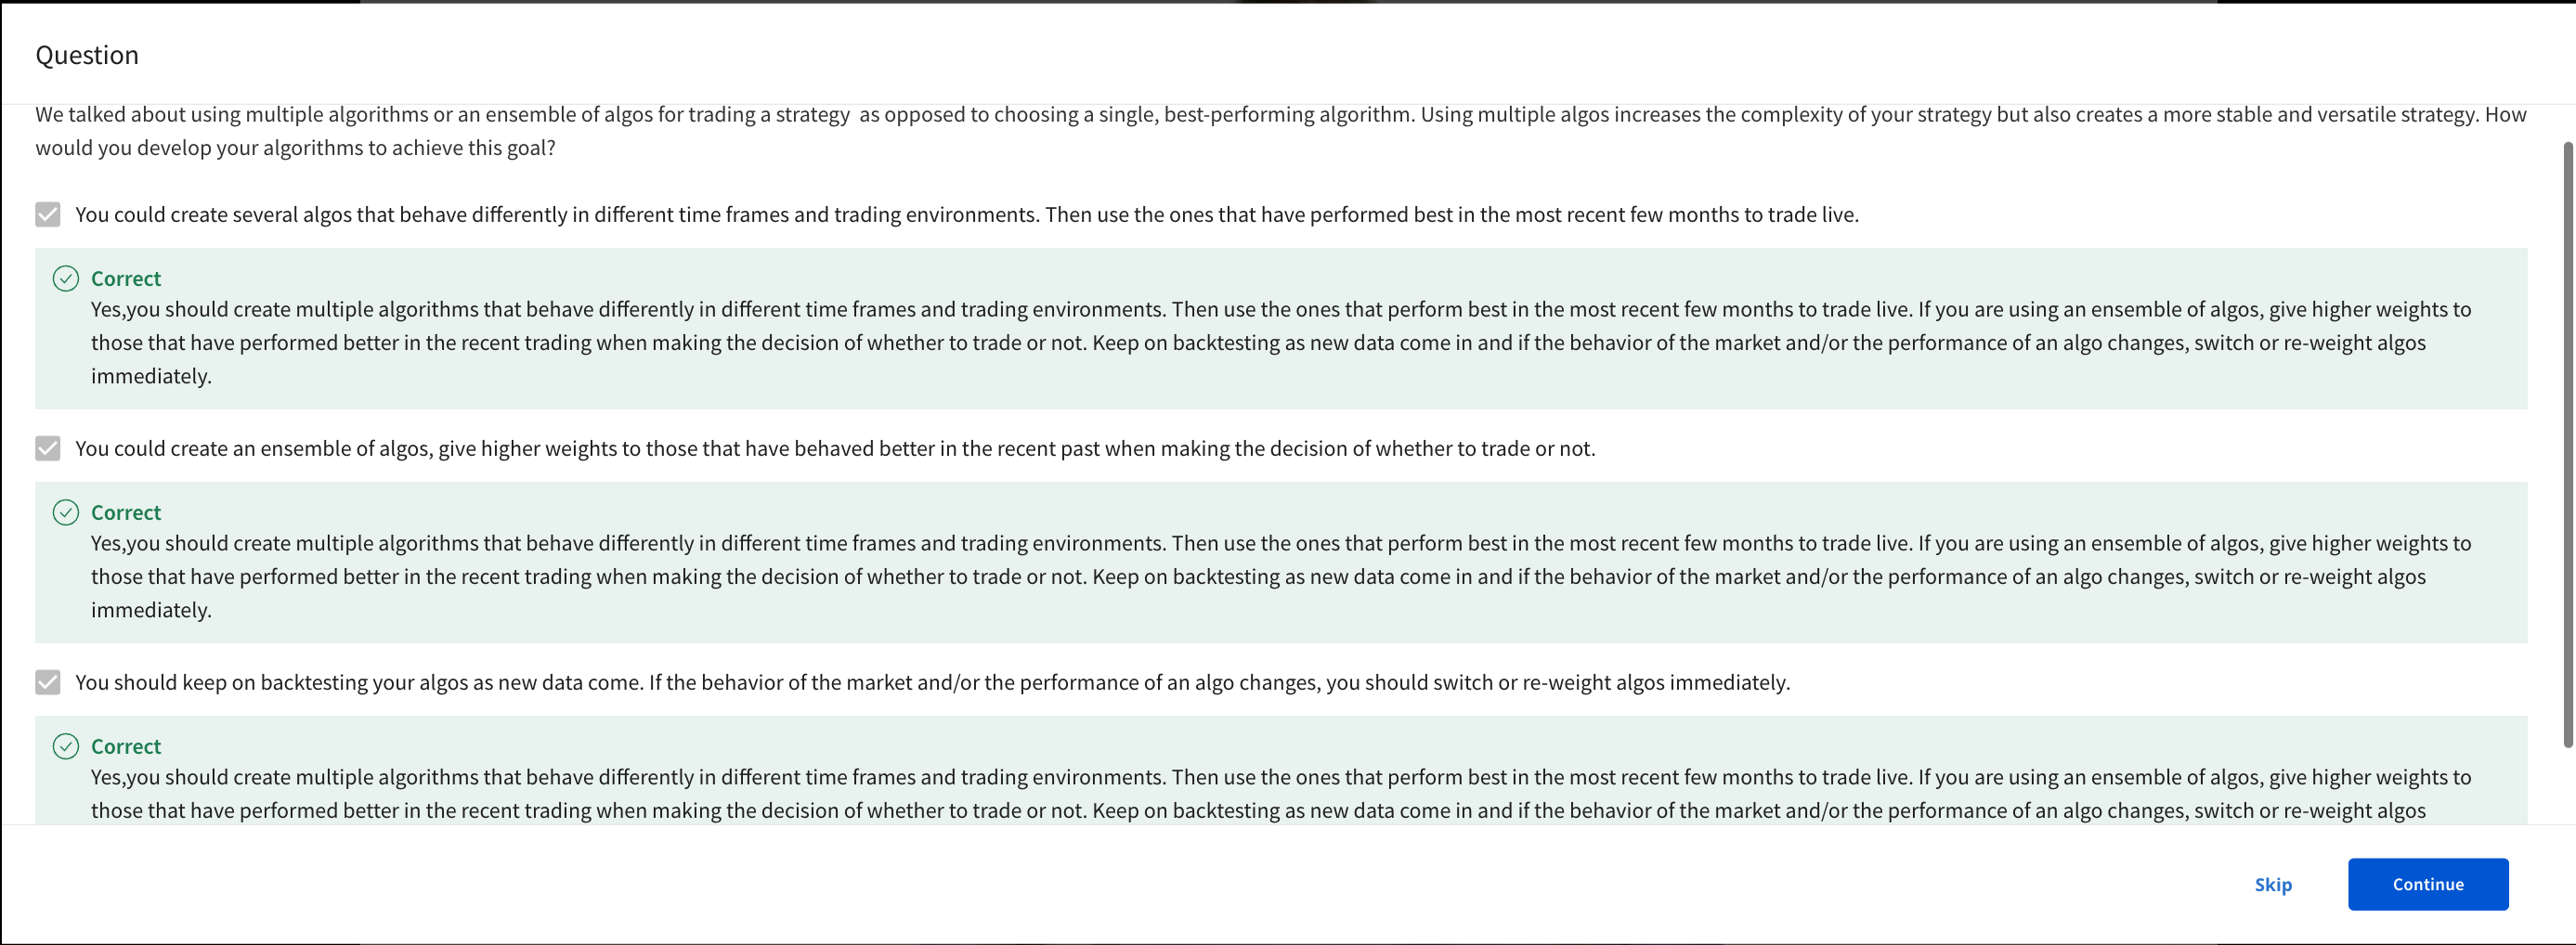 Question
We talked about using multiple algorithms or an ensemble of algos for trading a strategy  as opposed to choosing a single, best-performing algorithm. Using multiple algos increases the complexity of your strategy but also creates a more stable and versatile strategy. How
would you develop your algorithms to achieve this goal?
You could create several algos that behave differently in different time frames and trading environments. Then use the ones that have performed best in the most recent few months to trade live.
Correct
Yes,you should create multiple algorithms that behave differently in different time frames and trading environments. Then use the ones that perform best in the most recent few months to trade live. If you are using an ensemble of algos, give higher weights to
those that have performed better in the recent trading when making the decision of whether to trade or not. Keep on backtesting as new data come in and if the behavior of the market and/or the performance of an algo changes, switch or re-weight algos
immediately.
You could create an ensemble of algos, give higher weights to those that have behaved better in the recent past when making the decision of whether to trade or not.
Correct
Yes,you should create multiple algorithms that behave differently in different time frames and trading environments. Then use the ones that perform best in the most recent few months to trade live. If you are using an ensemble of algos, give higher weights to
those that have performed better in the recent trading when making the decision of whether to trade or not. Keep on backtesting as new data come in and if the behavior of the market and/or the performance of an algo changes, switch or re-weight algos
immediately.
You should keep on backtesting your algos as new data come. If the behavior of the market and/or the performance of an algo changes, you should switch or re-weight algos immediately.
Correct
Yes,you should create multiple algorithms that behave differently in different time frames and trading environments. Then use the ones that perform best in the most recent few months to trade live. If you are using an ensemble of algos, give higher weights to
those that have performed better in the recent trading when making the decision of whether to trade or not. Keep on backtesting as new data come in and if the behavior of the market and/or the performance of an algo changes, switch or re-weight algos
Skip
Continue